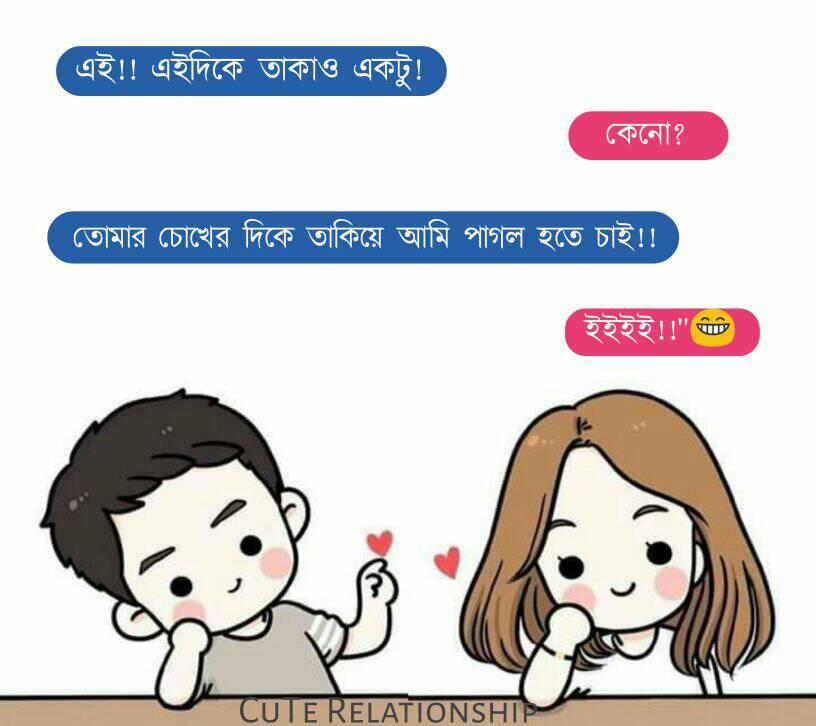 এই!! এইদিকে তাকাও একটু!
কেনো?
তোমার চোখের দিকে তাকিয়ে আমি পাগল হতে চাই!!
ইইইই!!"😁
CuTe Relationship